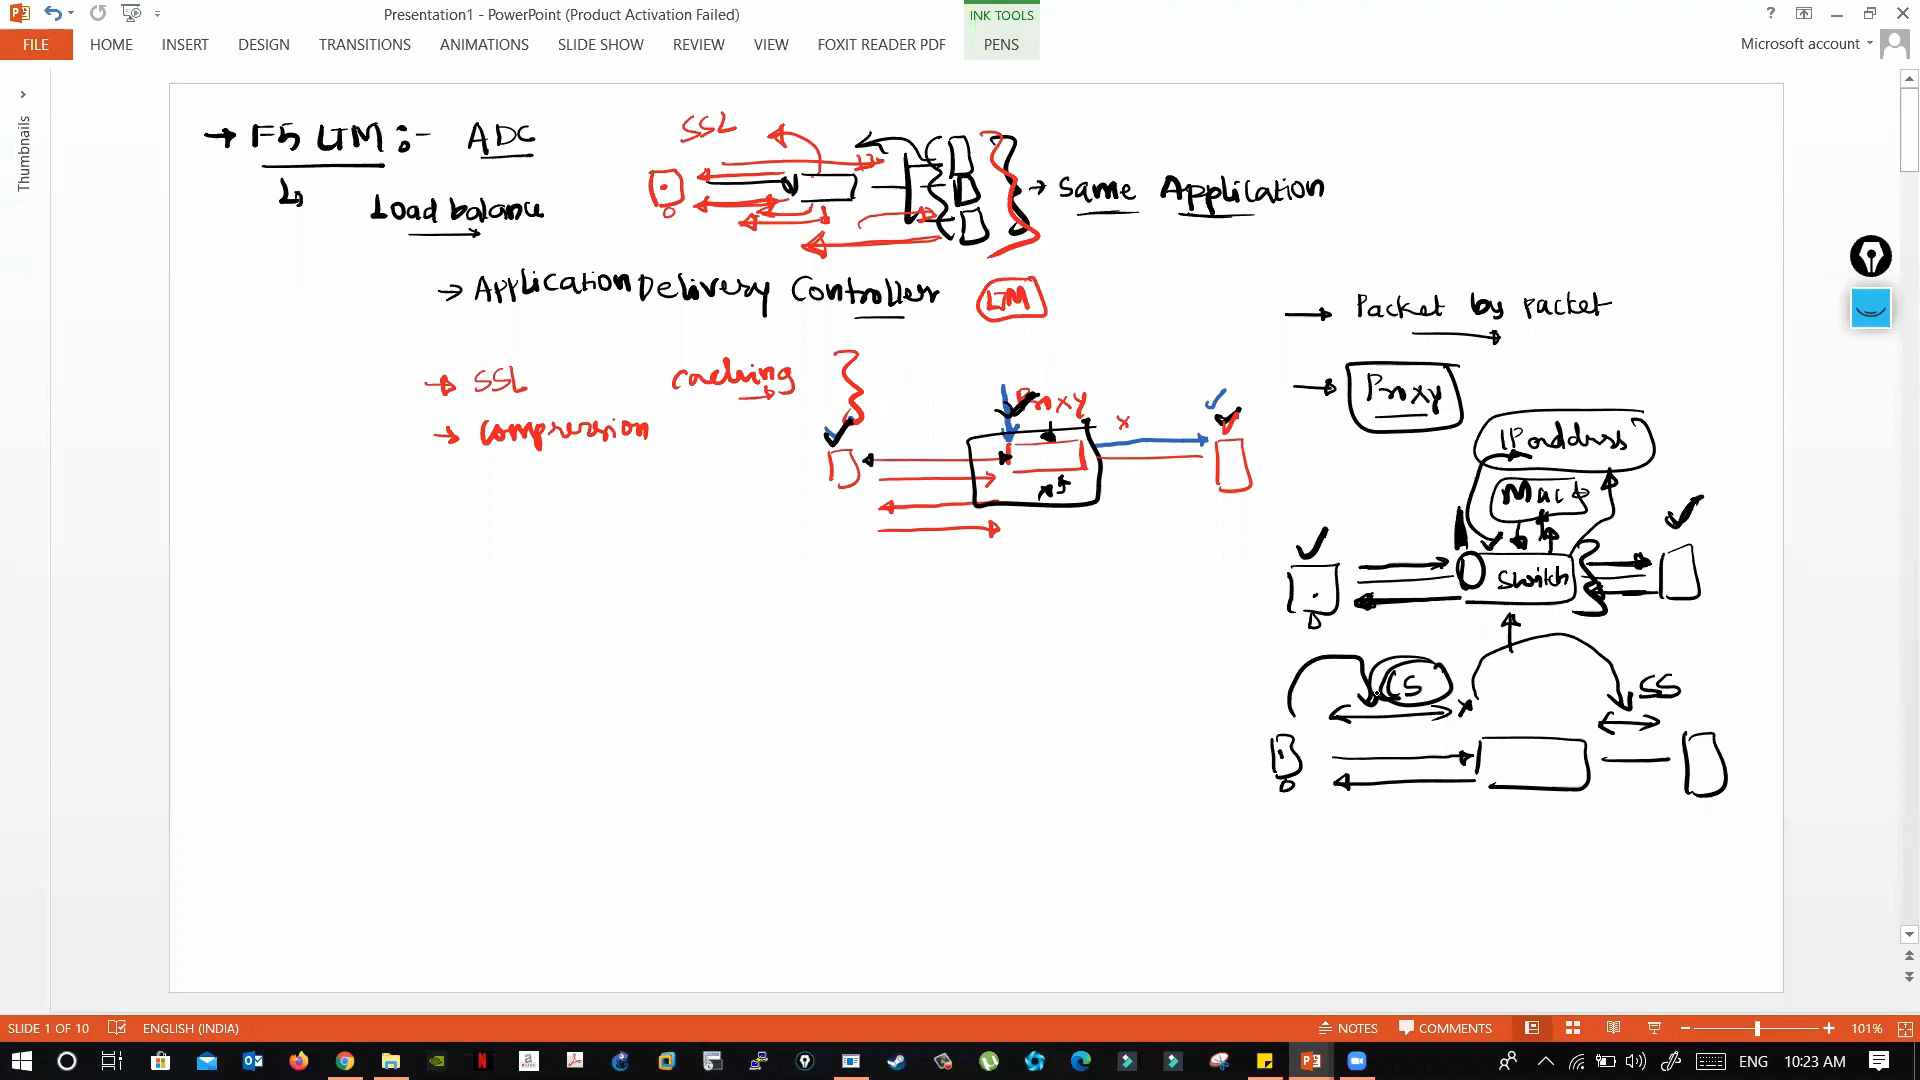 Presentation1 - PowerPoint (Product Activation Failed)
INK TOOLS
FILE HOME INSERT DESIGN TRANSITIONS ANIMATIONS SLIDE SHOW REVIEW VIEW FOXIT READER PDF PENS
Microsoft account
Thumbnails
→ F5 LTM :- ADC
SSL
Load balance
→ Same Application
→ Application Delivery Controller
LTM
→ Packet by packet
→ SSL
caching
→ Proxy
→ compression
Proxy
x
IP address
Mac
Switch
CS
x
SS
SLIDE 1 OF 10 ENGLISH (INDIA) NOTES COMMENTS 101%
ENG 10:23 AM